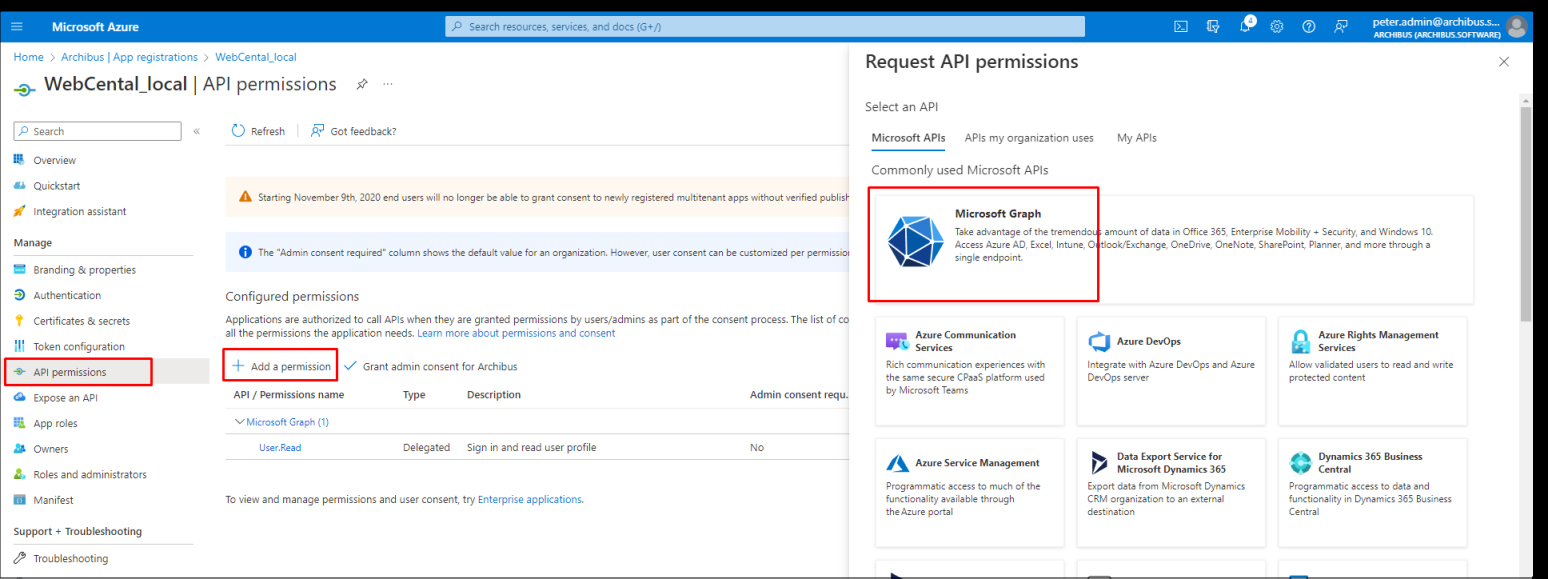 Microsoft Azure
Search resources, services, and docs (G+/)
4
peter.admin@archibus.s...
ARCHIBUS (ARCHIBUS.SOFTWARE)
Home > Archibus | App registrations > WebCental_local
WebCental_local | API permissions
...
Search
«
Overview
Quickstart
Integration assistant
Manage
Branding & properties
Authentication
Certificates & secrets
Token configuration
API permissions
Expose an API
App roles
Owners
Roles and administrators
Manifest
Support + Troubleshooting
Troubleshooting
Refresh
Got feedback?
Starting November 9th, 2020 end users will no longer be able to grant consent to newly registered multitenant apps without verified publish
The "Admin consent required" column shows the default value for an organization. However, user consent can be customized per permission
Configured permissions
Applications are authorized to call APIs when they are granted permissions by users/admins as part of the consent process. The list of co
all the permissions the application needs. Learn more about permissions and consent
+ Add a permission
Grant admin consent for Archibus
API / Permissions name Type Description Admin consent requ.
Microsoft Graph (1)
User.Read Delegated Sign in and read user profile No
To view and manage permissions and user consent, try Enterprise applications.
Request API permissions
Select an API
Microsoft APIs APIs my organization uses My APIs
Commonly used Microsoft APIs
Microsoft Graph
Take advantage of the tremendous amount of data in Office 365, Enterprise Mobility + Security, and Windows 10.
Access Azure AD, Excel, Intune, Outlook/Exchange, OneDrive, OneNote, SharePoint, Planner, and more through a
single endpoint.
Azure Communication
Services
Rich communication experiences with
the same secure CPaaS platform used
by Microsoft Teams
Azure DevOps
Integrate with Azure DevOps and Azure
DevOps server
Azure Rights Management
Services
Allow validated users to read and write
protected content
Azure Service Management
Programmatic access to much of the
functionality available through
the Azure portal
Data Export Service for
Microsoft Dynamics 365
Export data from Microsoft Dynamics
CRM organization to an external
destination
Dynamics 365 Business
Central
Programmatic access to data and
functionality in Dynamics 365 Business
Central